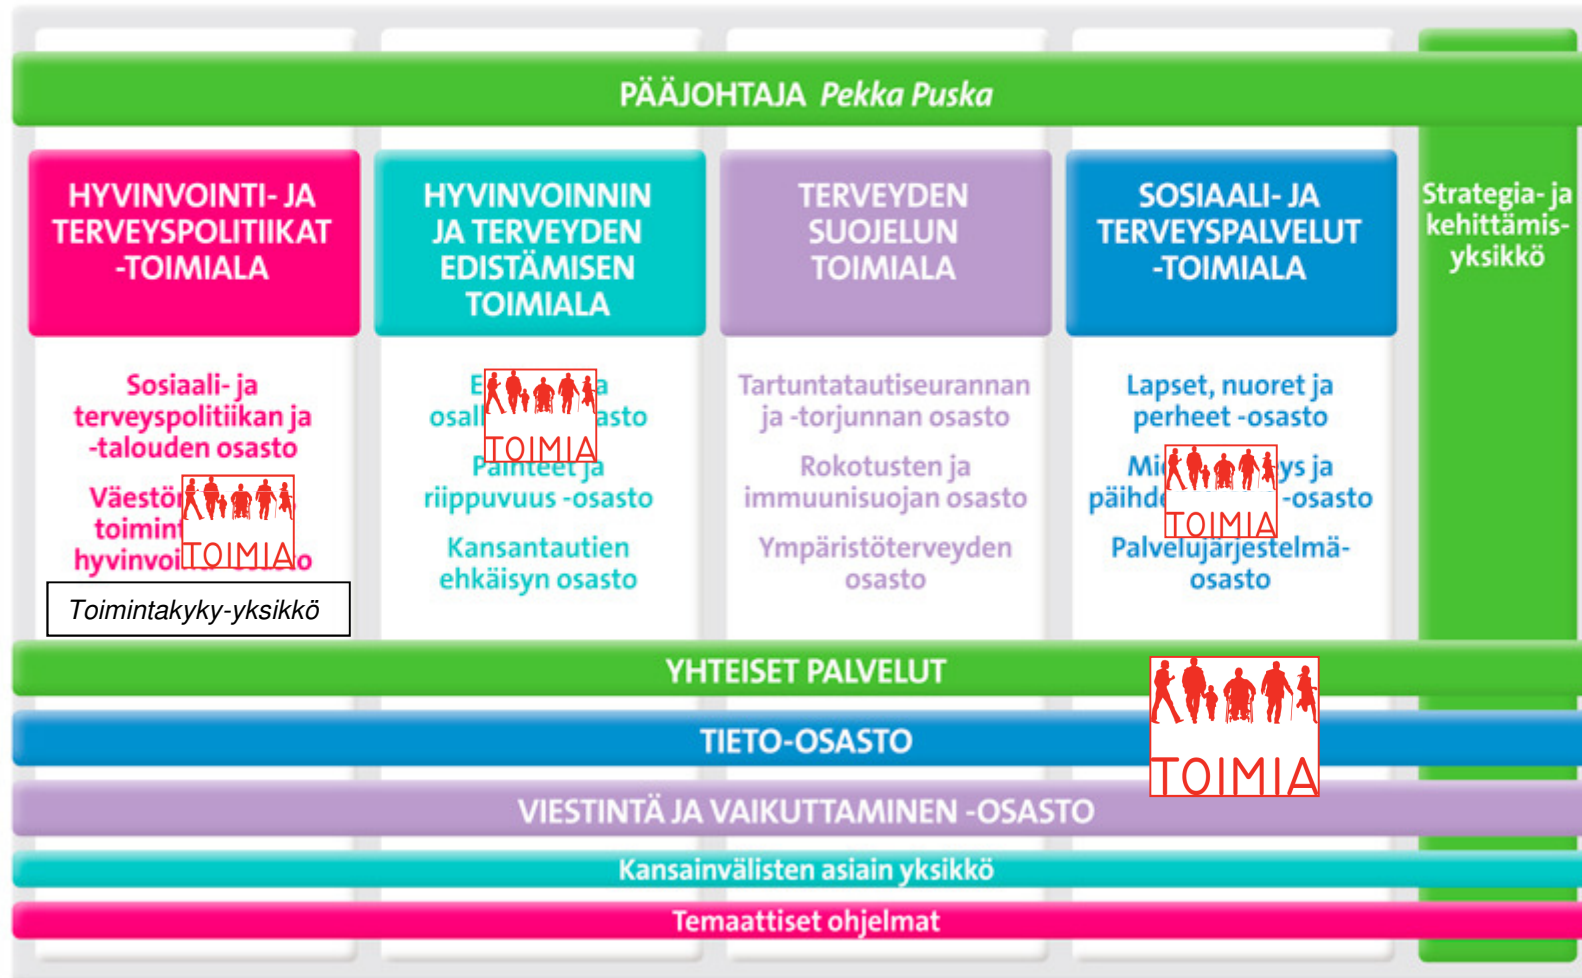 PÄÄJOHTAJA Pekka Puska
HYVINVOINTI- JA
TERVEYSPOLITIIKAT
-TOIMIALA
Sosiaali- ja
terveyspolitiikan ja
-talouden osasto
TOIMIA
Toimintakyky-yksikkö
HYVINVOINNIN
JA TERVEYDEN
EDISTÄMISEN
TOIMIALA
TOIMIA
Painteet ja
riippuvuus -osasto
Kansantautien
ehkäisyn osasto
TERVEYDEN
SUOJELUN
TOIMIALA
Tartuntatautiseurannan
ja -torjunnan osasto
Rokotusten ja
immuunisuojan osasto
Ympäristöterveyden
osasto
SOSIAALI- JA
TERVEYSPALVELUT
-TOIMIALA
Lapset, nuoret ja
perheet -osasto
ja
-osasto
TOIMIA
Palvelujärjestelmä-
osasto
Strategia- ja
kehittämis-
yksikkö
YHTEISET PALVELUT
TIETO-OSASTO
TOIMIA
VIESTINTÄ JA VAIKUTTAMINEN -OSASTO
Kansainvälisten asiain yksikkö
Temaattiset ohjelmat